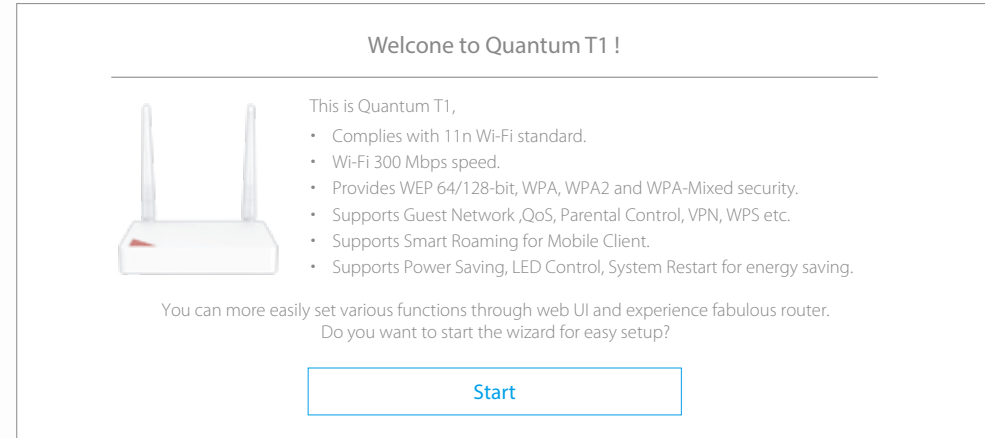 Welcone to Quantum T1 !
This is Quantum T1,
• Complies with 11n Wi-Fi standard.
• Wi-Fi 300 Mbps speed.
• Provides WEP 64/128-bit, WPA, WPA2 and WPA-Mixed security.
• Supports Guest Network ,QoS, Parental Control, VPN, WPS etc.
• Supports Smart Roaming for Mobile Client.
• Supports Power Saving, LED Control, System Restart for energy saving.
You can more easily set various functions through web UI and experience fabulous router.
Do you want to start the wizard for easy setup?
Start